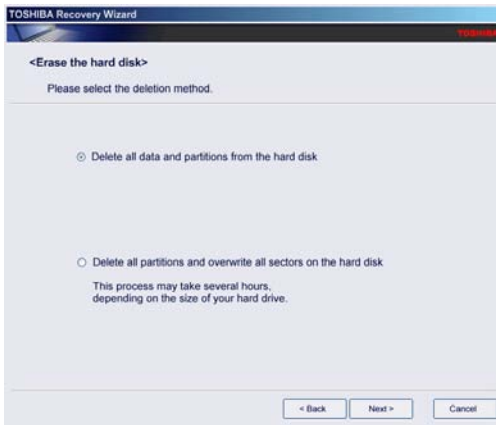 TOSHIBA Recovery Wizard
TOSHIBA
<Erase the hard disk>
Please select the deletion method.
Delete all data and partitions from the hard disk
Delete all partitions and overwrite all sectors on the hard disk
This process may take several hours,
depending on the size of your hard drive.
< Back Next > Cancel